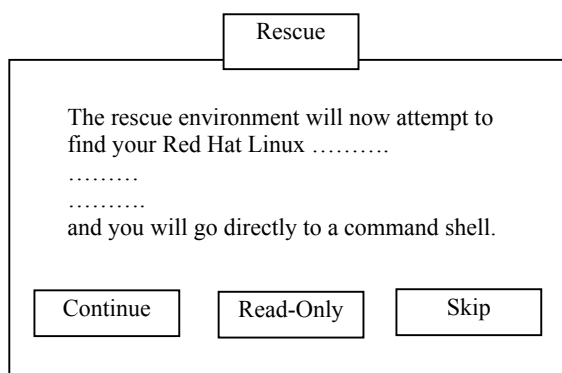 Rescue
The rescue environment will now attempt to
find your Red Hat Linux ……….
………
……….
and you will go directly to a command shell.
Continue Read-Only Skip